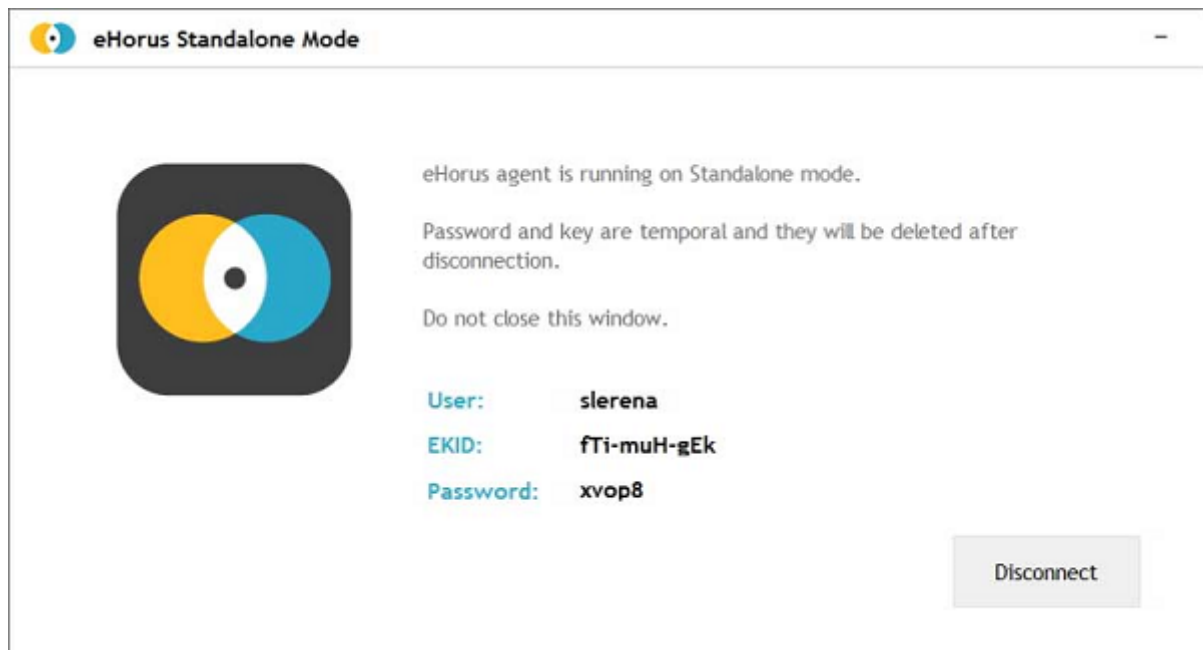 eHorus Standalone Mode
eHorus agent is running on Standalone mode.
Password and key are temporal and they will be deleted after
disconnection.
Do not close this window.
User: slerena
EKID: fTi-muH-gEk
Password: xvop8
Disconnect